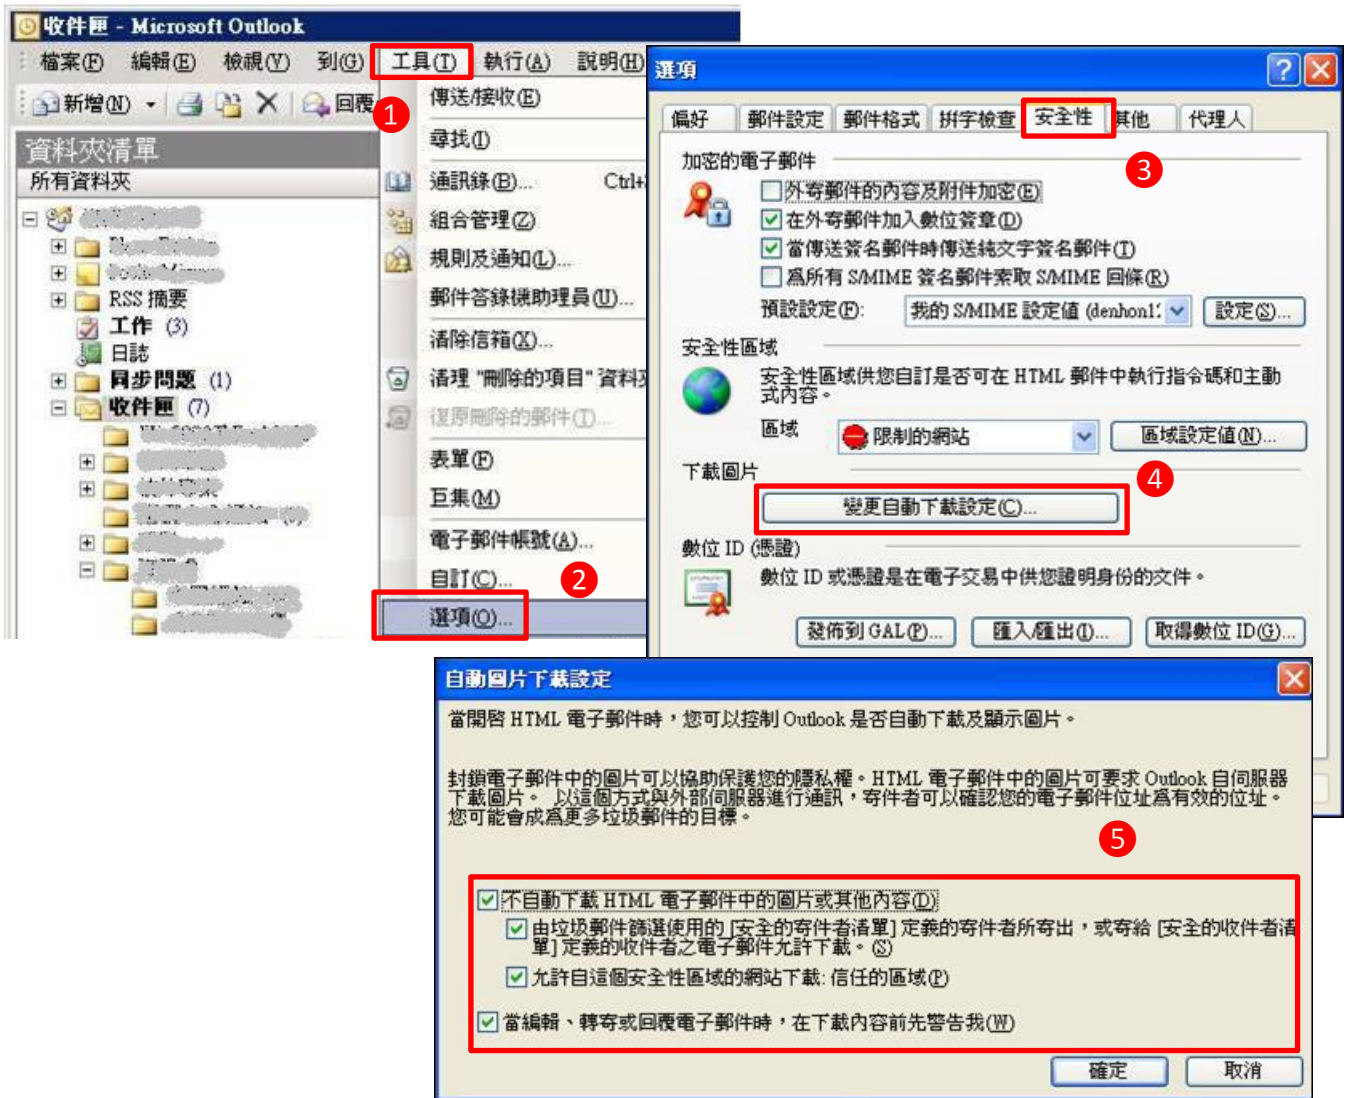 收件匣 - Microsoft Outlook
檔案(F) 編輯(E) 檢視(V) 到(G) 工具(T) 執行(A) 說明(H)
1
新增(N) 回覆
資料夾清單
所有資料夾
RSS 摘要
工作 (3)
日誌
同步問題 (1)
收件匣 (7)
傳送/接收(E)
尋找(I)
通訊錄(B)... Ctrl+
組合管理(Z)
規則及通知(L)...
郵件答錄機助理員(U)...
清除信箱(X)...
清理 "刪除的項目" 資料
復原刪除的郵件(T)...
表單(F)
巨集(M)
電子郵件帳號(A)...
自訂(C)...
2
選項(O)...
選項
偏好 郵件設定 郵件格式 拼字檢查 安全性 其他 代理人
3
加密的電子郵件
外寄郵件的內容及附件加密(E)
在外寄郵件加入數位簽章(D)
當傳送簽名郵件時傳送純文字簽名郵件(T)
為所有 S/MIME 簽名郵件索取 S/MIME 回條(R)
預設設定(F): 我的 S/MIME 設定值 (denhon1: 設定(S)...
安全性區域
安全性區域供您自訂是否可在 HTML 郵件中執行指令碼和主動
式內容。
區域 限制的網站 區域設定值(N)...
下載圖片
4
變更自動下載設定(C)...
數位 ID (憑證)
數位 ID 或憑證是在電子交易中供您證明身份的文件。
發佈到 GAL(P)... 匯入/匯出(I)... 取得數位 ID(G)...
自動圖片下載設定
當開啟 HTML 電子郵件時，您可以控制 Outlook 是否自動下載及顯示圖片。
封鎖電子郵件中的圖片可以協助保護您的隱私權。HTML 電子郵件中的圖片可要求 Outlook 自伺服器
下載圖片。 以這個方式與外部伺服器進行通訊，寄件者可以確認您的電子郵件位址為有效的位址。
您可能會成為更多垃圾郵件的目標。
5
不自動下載 HTML 電子郵件中的圖片或其他內容(D)
由垃圾郵件篩選使用的 [安全的寄件者清單] 定義的寄件者所寄出，或寄給 [安全的收件者清
單] 定義的收件者之電子郵件允許下載。(S)
允許自這個安全性區域的網站下載: 信任的區域(P)
當編輯、轉寄或回覆電子郵件時，在下載內容前先警告我(W)
確定 取消